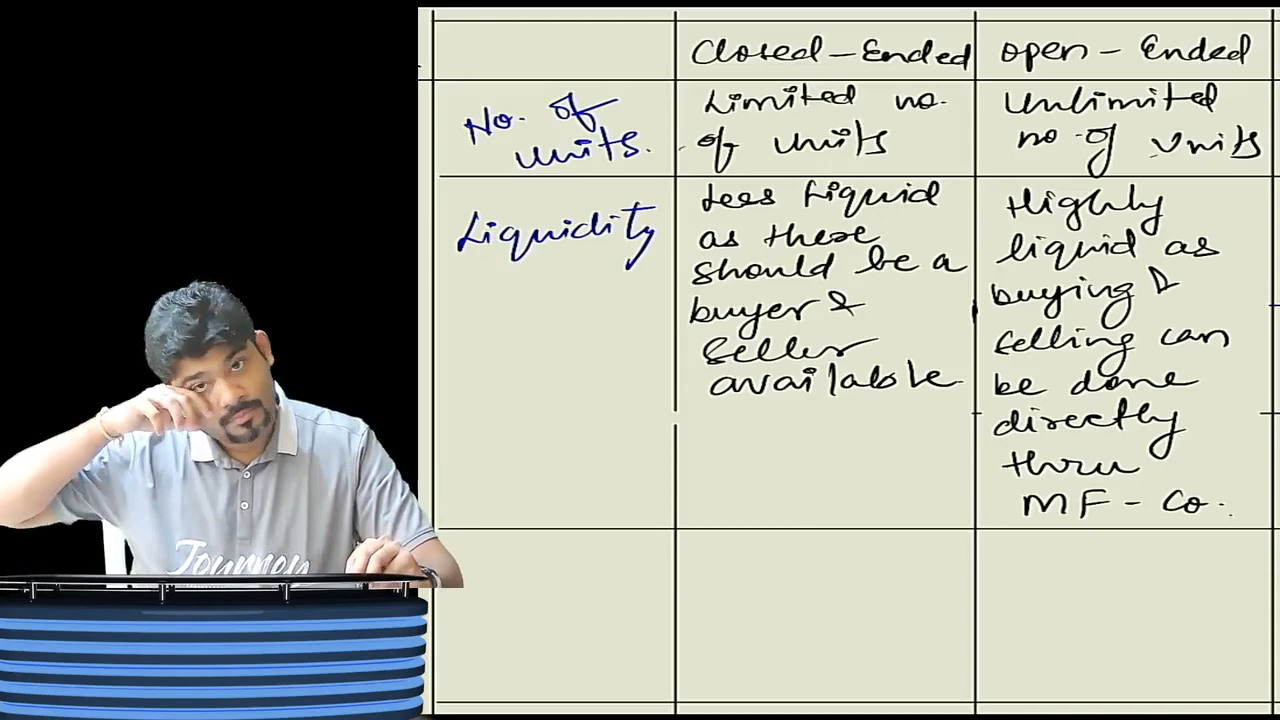 Closed-Ended
Open-Ended
No. of
units.
Limited no.
of units
Unlimited
no of units
Liquidity
Less Liquid
as there
should be a
buyer &
Seller
available.
Highly
liquid as
buying &
selling can
be done
directly
thru
MF-Co.
Journey